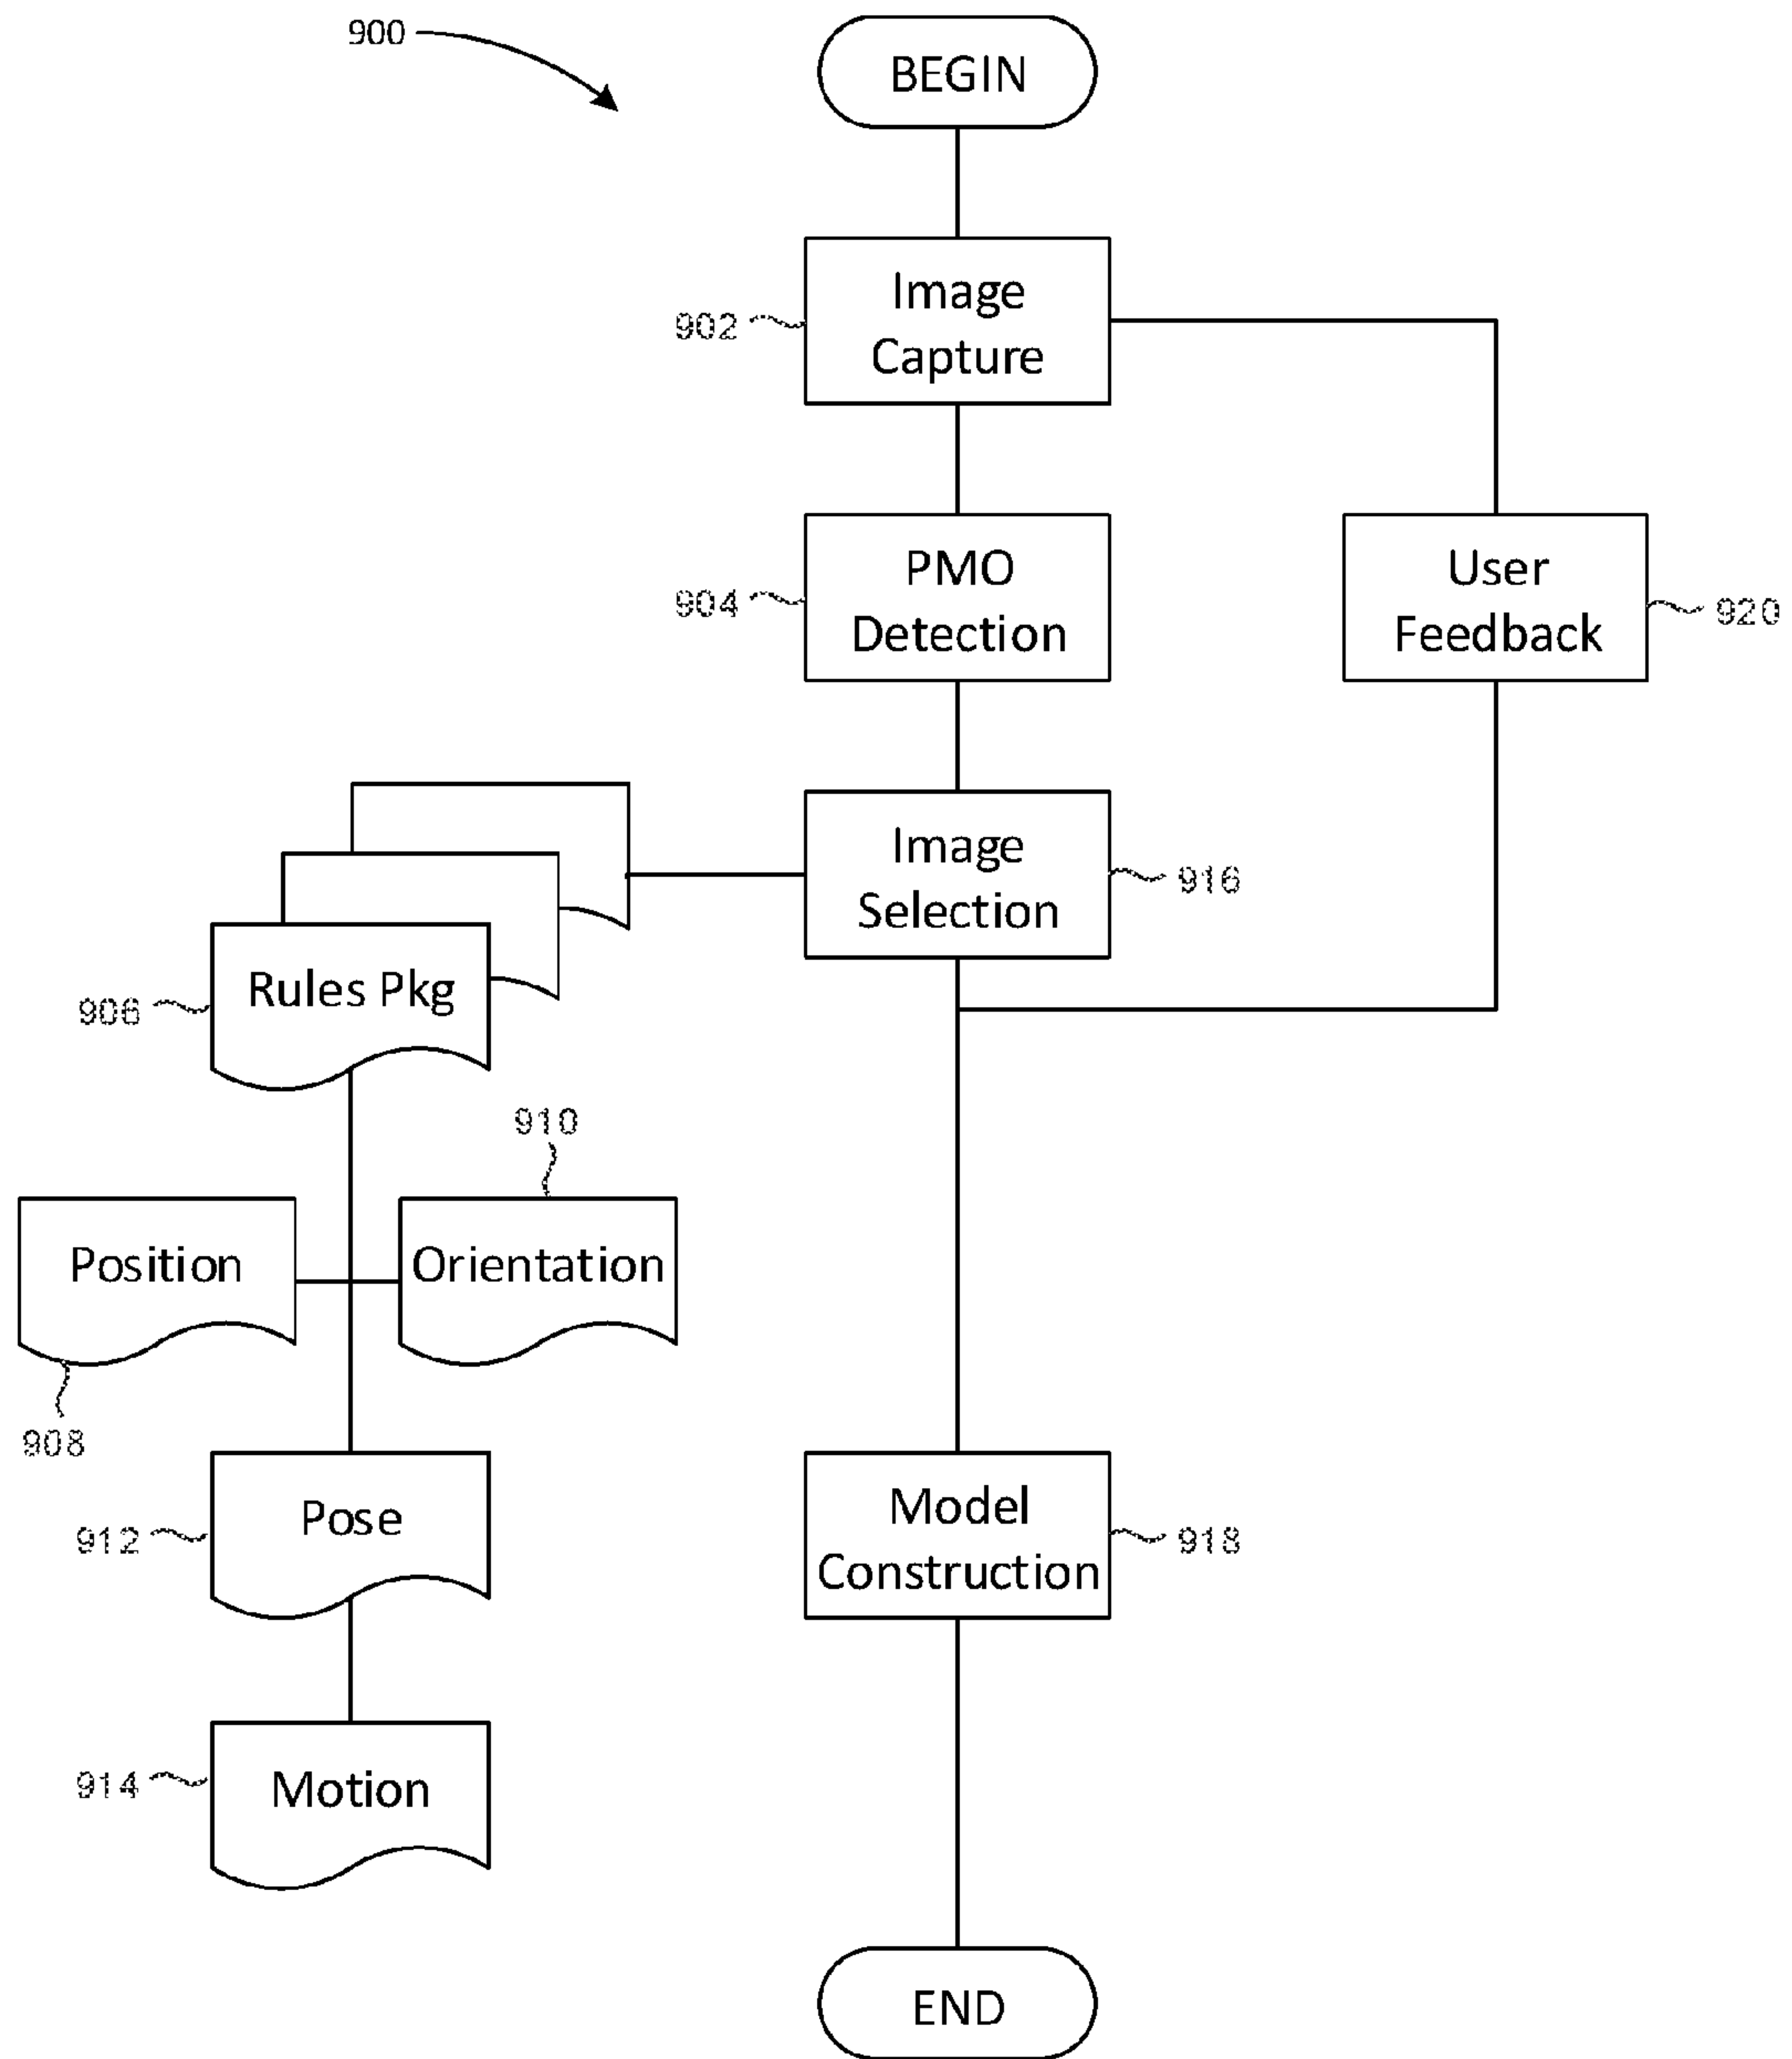 900
BEGIN
Image
Capture
902
PMO
Detection
904
User
Feedback
920
Image
Selection
916
Rules Pkg
906
910
Position
Orientation
908
Pose
912
Model
Construction
918
Motion
914
END